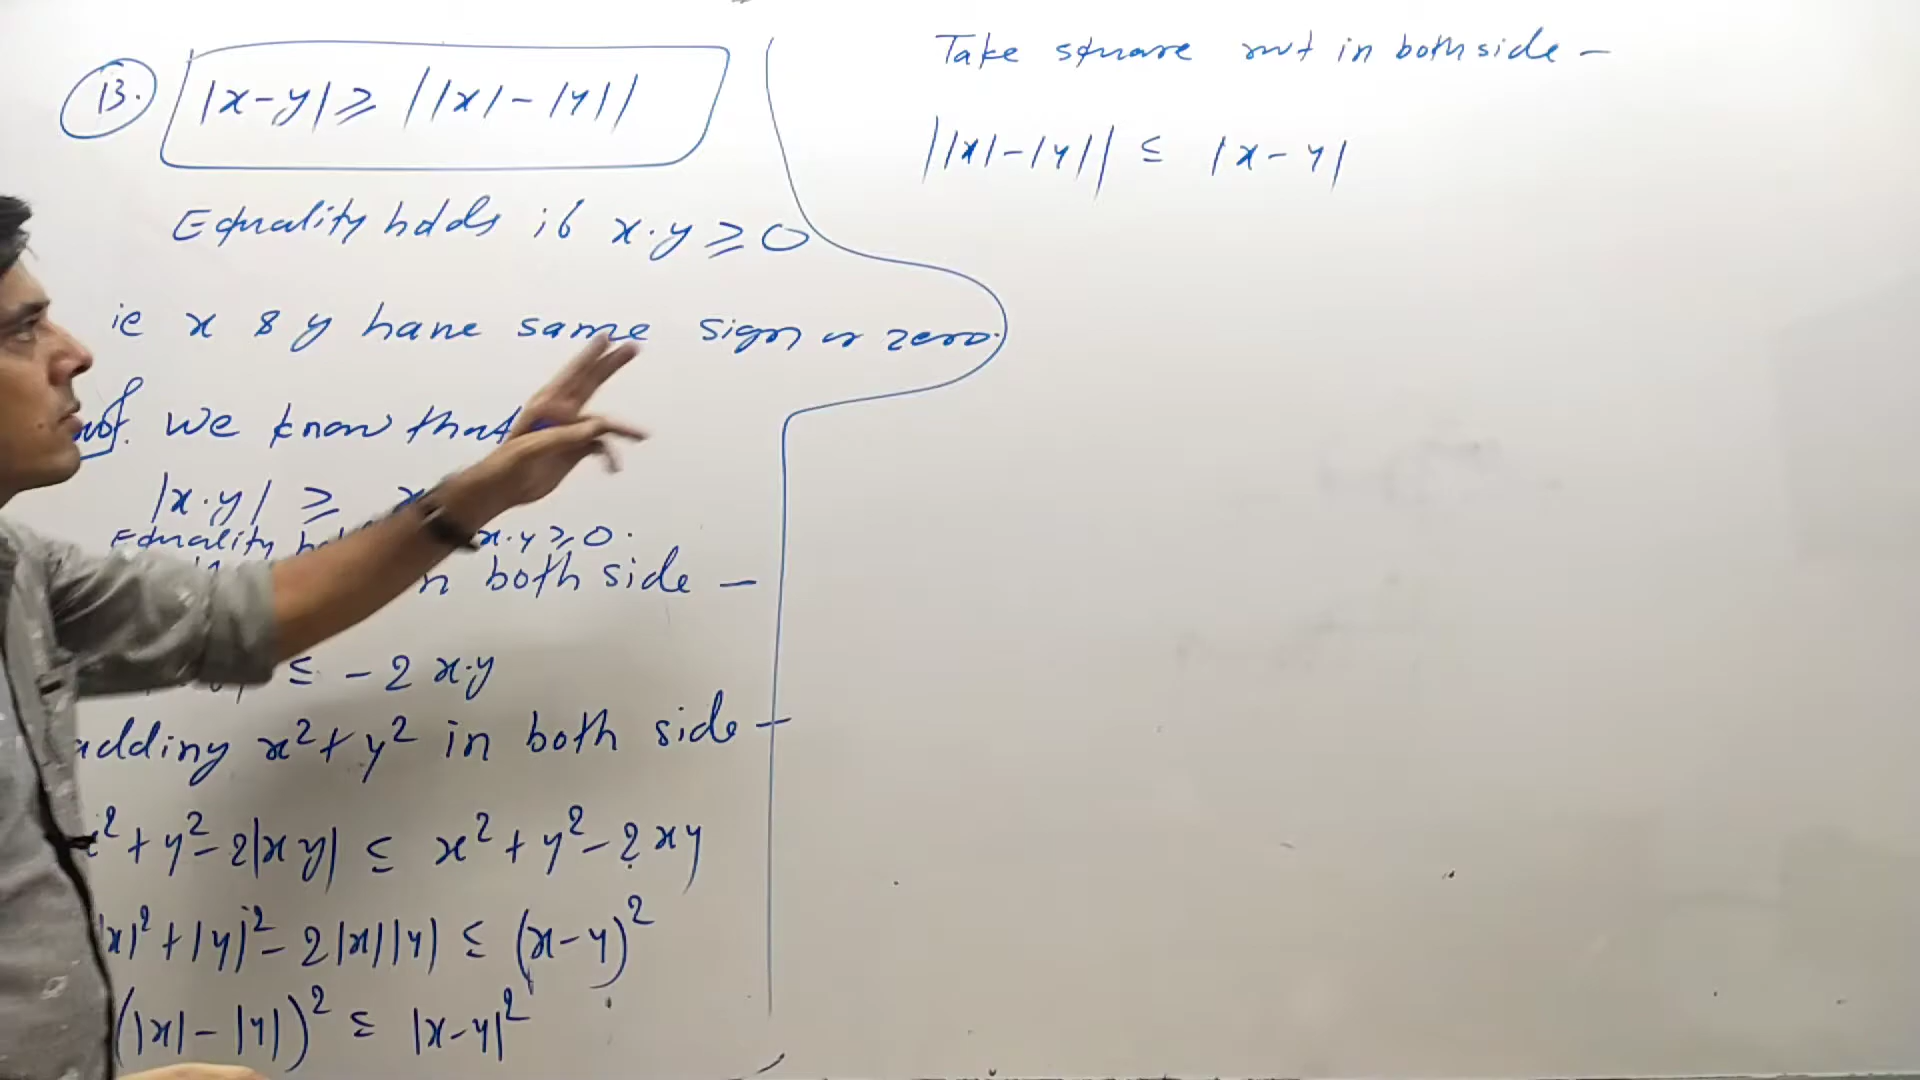 13. |x-y| ≥ ||x| - |y||
Equality holds if x.y ≥ 0
ie x & y have same sign or zero.
We know that
|x.y| ≥ x
Equality x.y ≥ 0.
in both side -
≤ -2 x.y
adding x²+y² in both side -
x²+y²-2|xy| ≤ x²+y²-2xy
|x|²+|y|²-2|x||y| ≤ (x-y)²
(|x|-|y|)² ≤ |x-y|²
Take square root in both side -
||x|-|y|| ≤ |x-y|